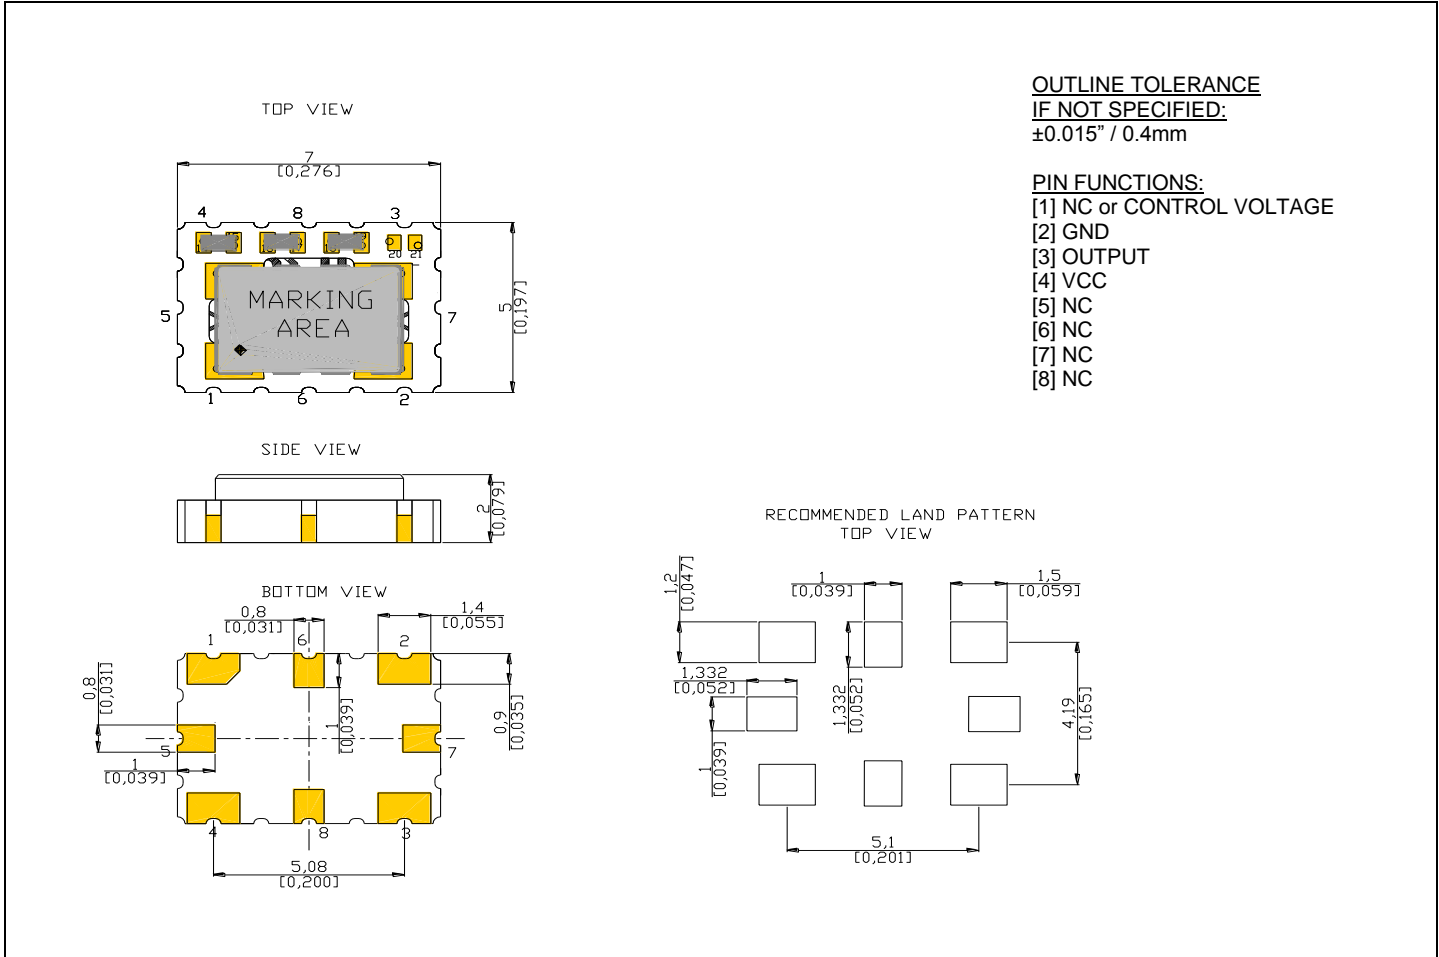 TOP VIEW
7
[0,276]
4 8 3
20 21
MARKING
AREA
5
7
5
[0,197]
1 6 2
SIDE VIEW
2
[0,079]
BOTTOM VIEW
0,8
[0,031]
1,4
[0,055]
1 6 2
0,8
[0,031]
1
[0,039]
0,9
[0,035]
5
7
1
[0,039]
4 8 3
5,08
[0,200]
OUTLINE TOLERANCE
IF NOT SPECIFIED:
±0.015” / 0.4mm
PIN FUNCTIONS:
[1] NC or CONTROL VOLTAGE
[2] GND
[3] OUTPUT
[4] VCC
[5] NC
[6] NC
[7] NC
[8] NC
RECOMMENDED LAND PATTERN
TOP VIEW
1,2
[0,047]
1
[0,039]
1,5
[0,059]
1,332
[0,052]
1,332
[0,052]
4,19
[0,165]
1
[0,039]
5,1
[0,201]